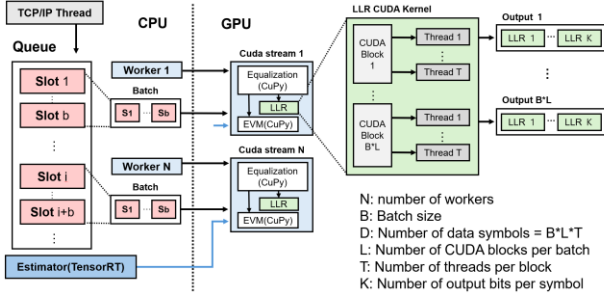 TCP/IP Thread
CPU
GPU
LLR CUDA Kernel
Output 1
Queue
Cuda stream 1
CUDA
Block
1
Thread 1
LLR 1
LLR K
Slot 1
Worker 1
Equalization
(CuPy)
Thread T
Batch
Slot b
S1
Sb
LLR
EVM(CuPy)
Output B*L
CUDA
Block
B*L
Thread 1
LLR 1
LLR K
Worker N
Cuda stream N
Thread T
Slot i
Batch
Equalization
(CuPy)
Slot i+b
S1
Sb
LLR
EVM(CuPy)
Estimator(TensorRT)
N: number of workers
B: Batch size
D: Number of data symbols = B*L*T
L: Number of CUDA blocks per batch
T: Number of threads per block
K: Number of output bits per symbol